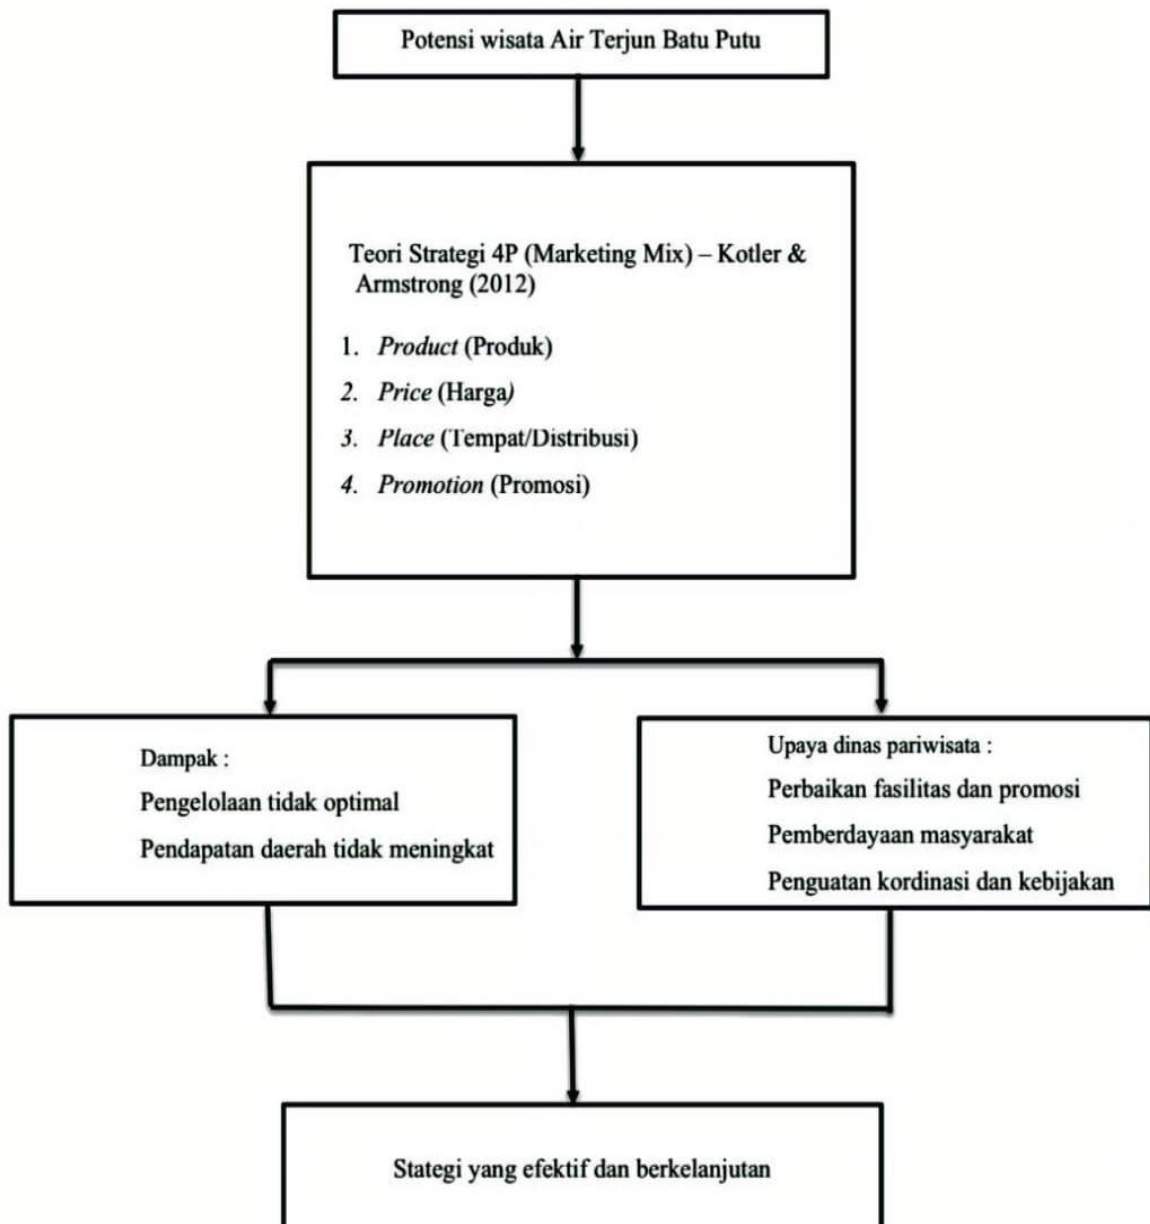 Potensi wisata Air Terjun Batu Putu
Teori Strategi 4P (Marketing Mix) – Kotler &
Armstrong (2012)
1. Product (Produk)
2. Price (Harga)
3. Place (Tempat/Distribusi)
4. Promotion (Promosi)
Dampak :
Pengelolaan tidak optimal
Pendapatan daerah tidak meningkat
Upaya dinas pariwisata :
Perbaikan fasilitas dan promosi
Pemberdayaan masyarakat
Penguatan kordinasi dan kebijakan
Stategi yang efektif dan berkelanjutan